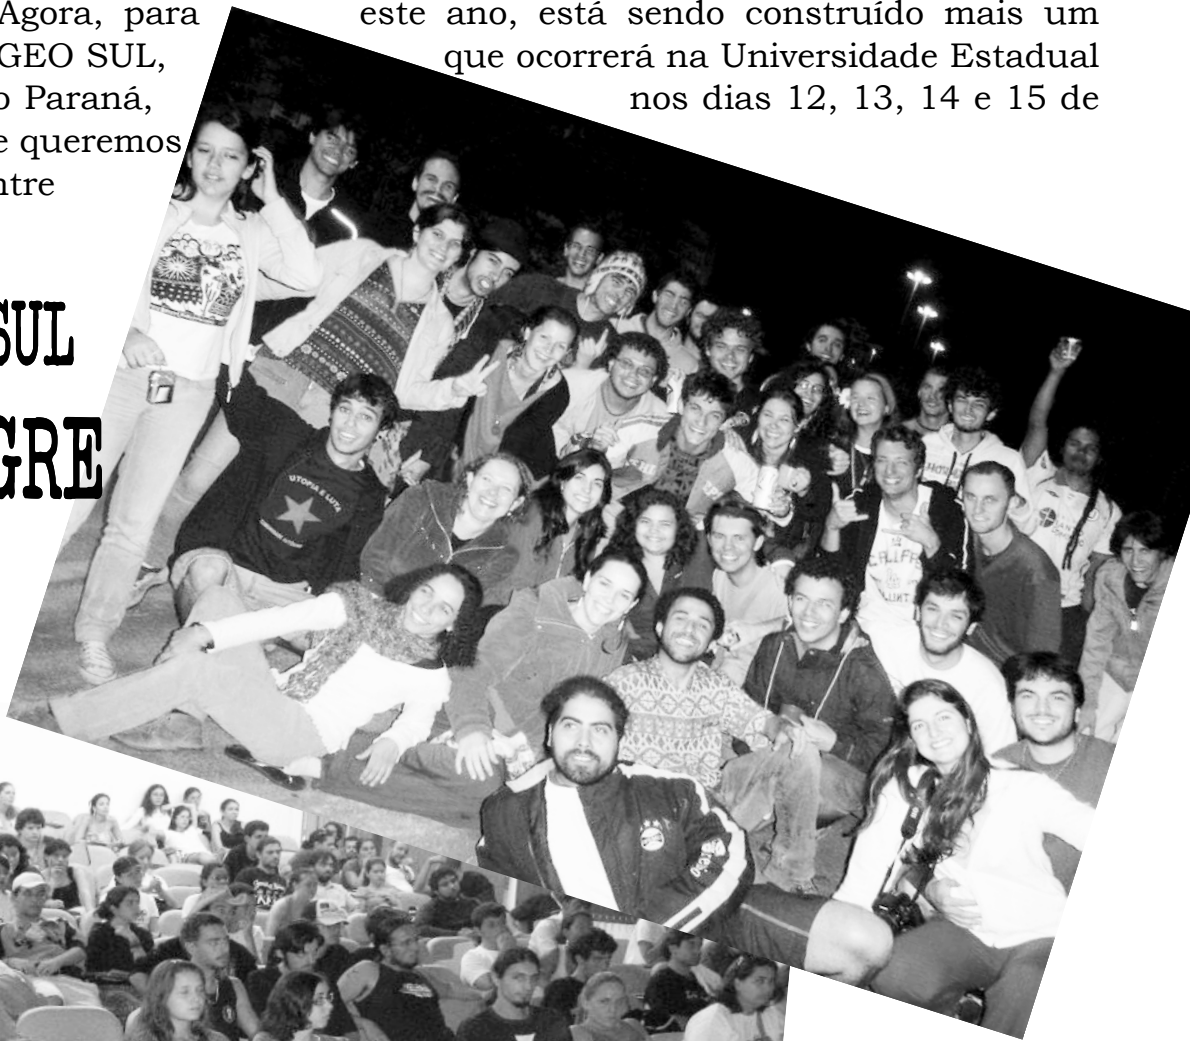 Agora, para este ano, está sendo construído mais um
GEO SUL, que ocorrerá na Universidade Estadual
Paraná, nos dias 12, 13, 14 e 15 de
queremos
SUL
GRE
UTOPIA E LUTA